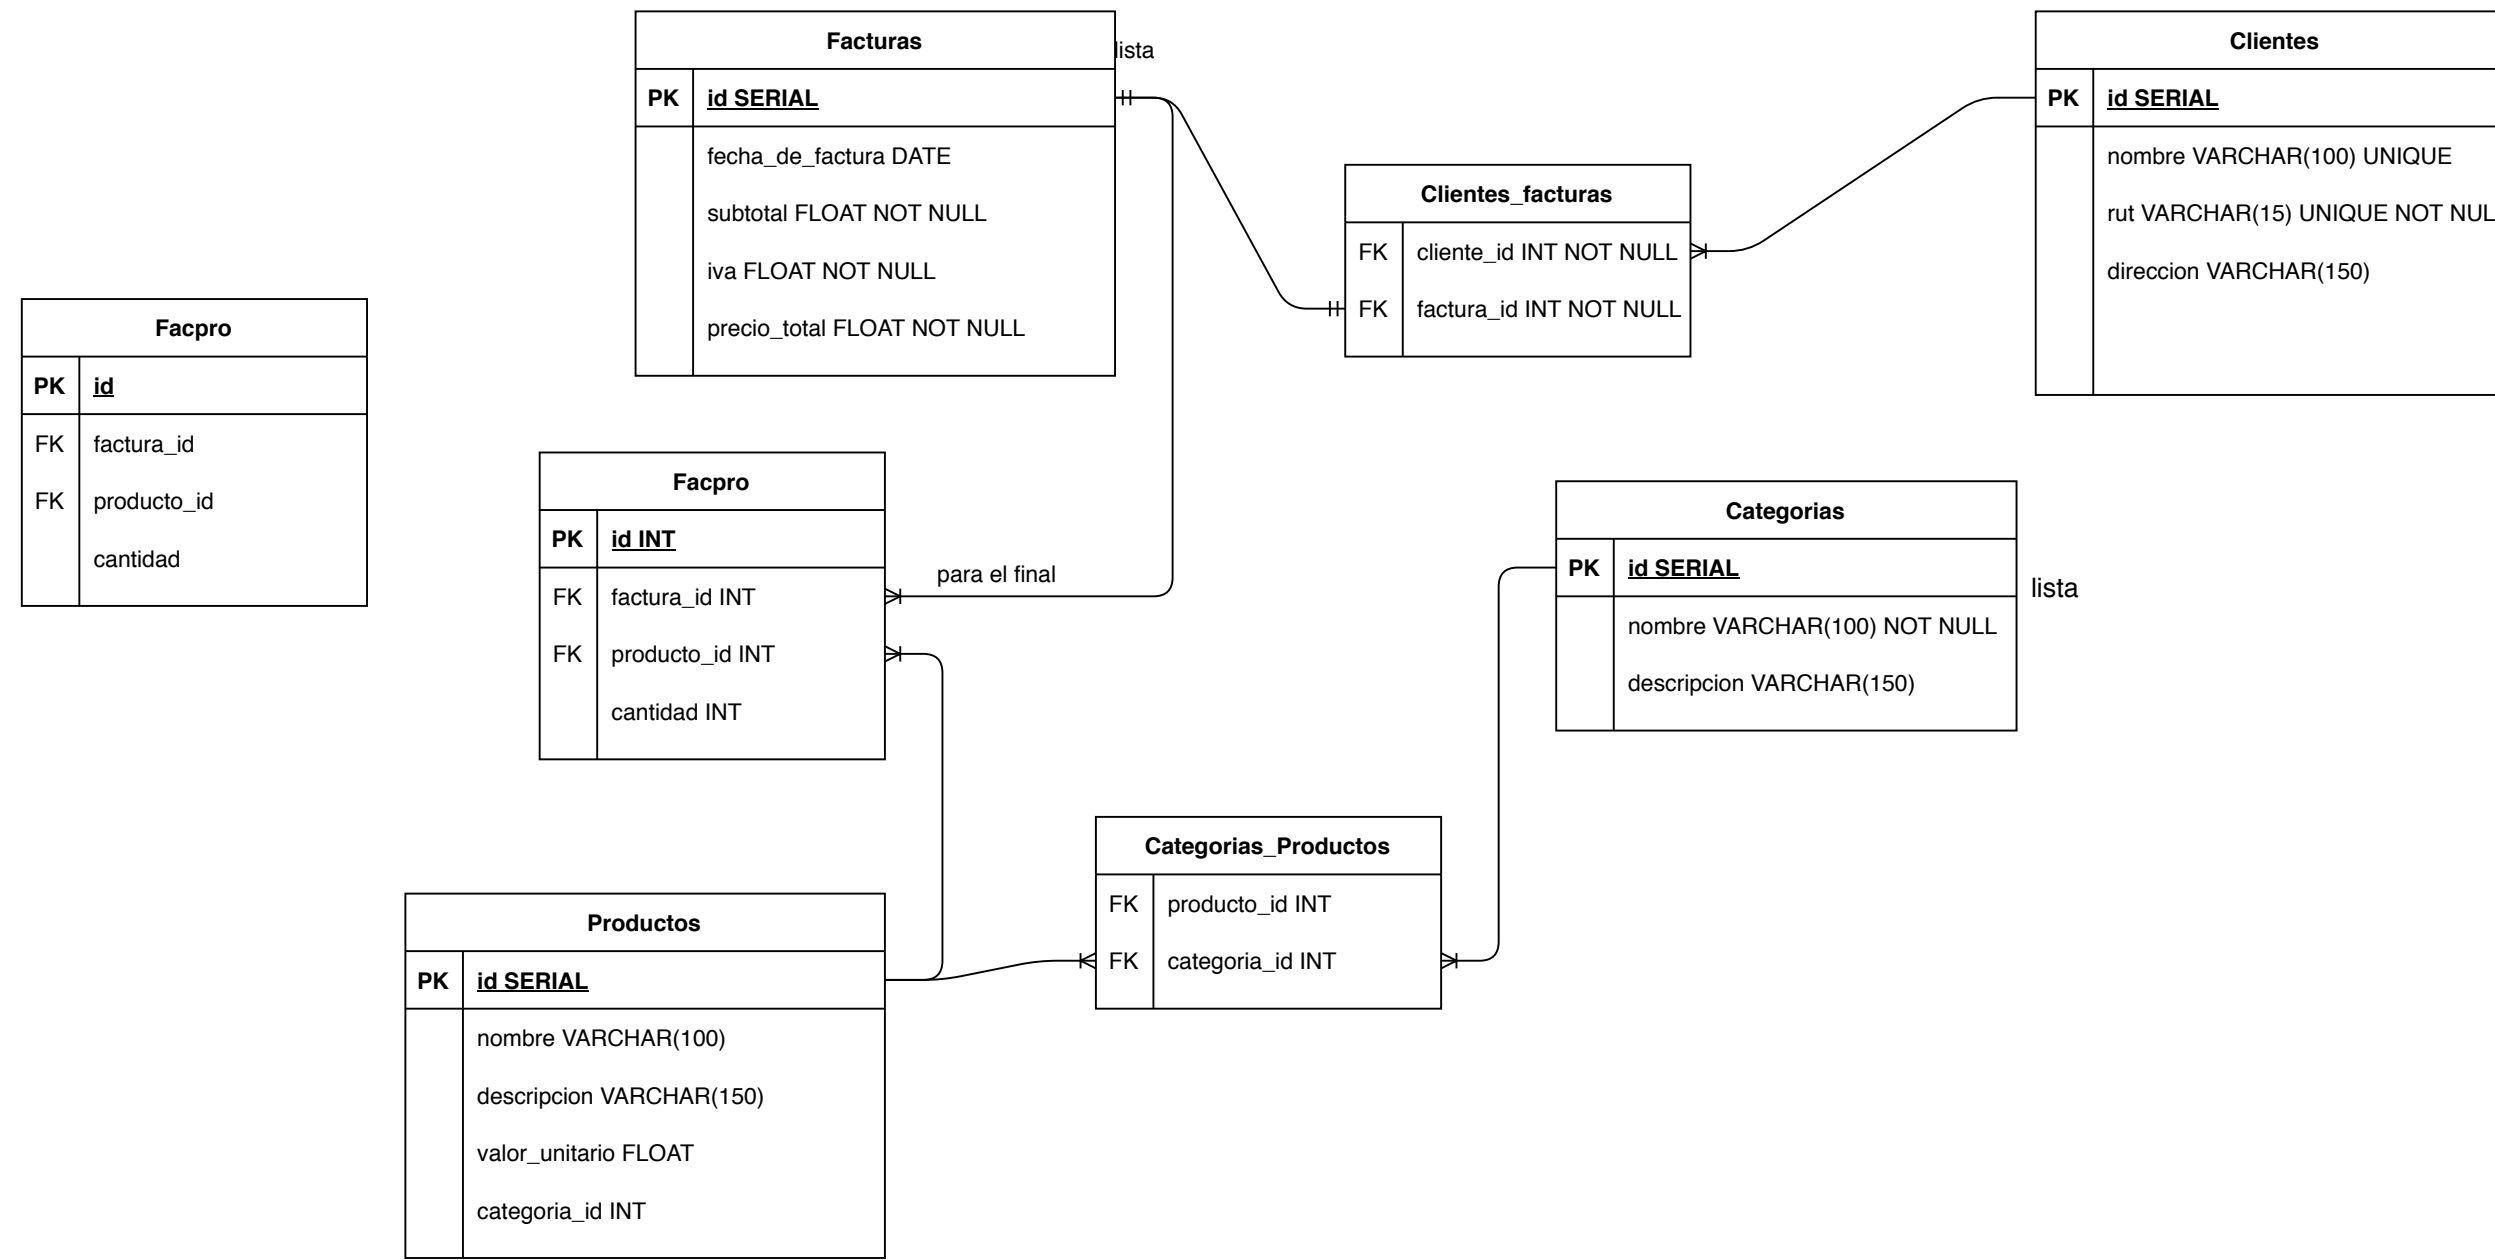 Facturas
lista
PK id SERIAL
fecha_de_factura DATE
subtotal FLOAT NOT NULL
iva FLOAT NOT NULL
precio_total FLOAT NOT NULL
Clientes
PK id SERIAL
nombre VARCHAR(100) UNIQUE
rut VARCHAR(15) UNIQUE NOT NUL
direccion VARCHAR(150)
Clientes_facturas
FK cliente_id INT NOT NULL
FK factura_id INT NOT NULL
Facpro
PK id
FK factura_id
FK producto_id
cantidad
Facpro
PK id INT
FK factura_id INT
FK producto_id INT
cantidad INT
para el final
Categorias
PK id SERIAL
nombre VARCHAR(100) NOT NULL
descripcion VARCHAR(150)
lista
Categorias_Productos
FK producto_id INT
FK categoria_id INT
Productos
PK id SERIAL
nombre VARCHAR(100)
descripcion VARCHAR(150)
valor_unitario FLOAT
categoria_id INT